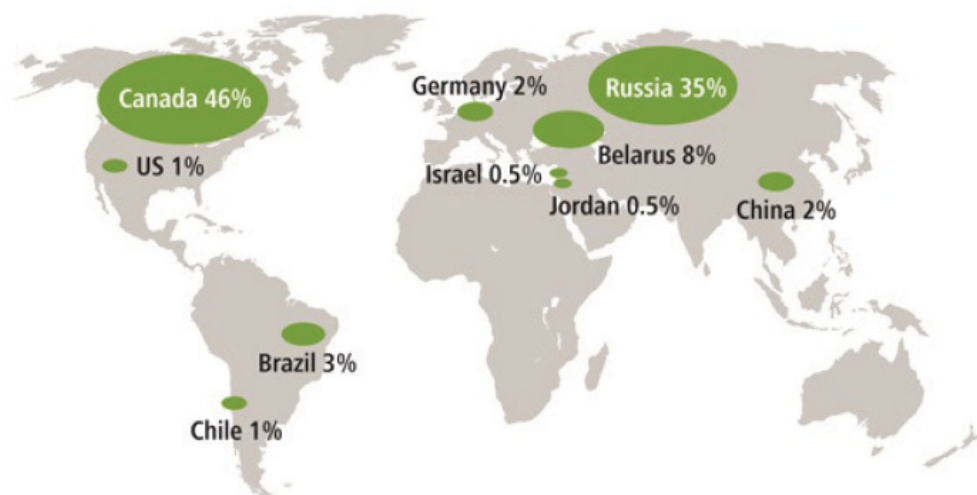 Canada 46%
Germany 2%
Russia 35%
US 1%
Belarus 8%
Israel 0.5%
Jordan 0.5%
China 2%
Brazil 3%
Chile 1%